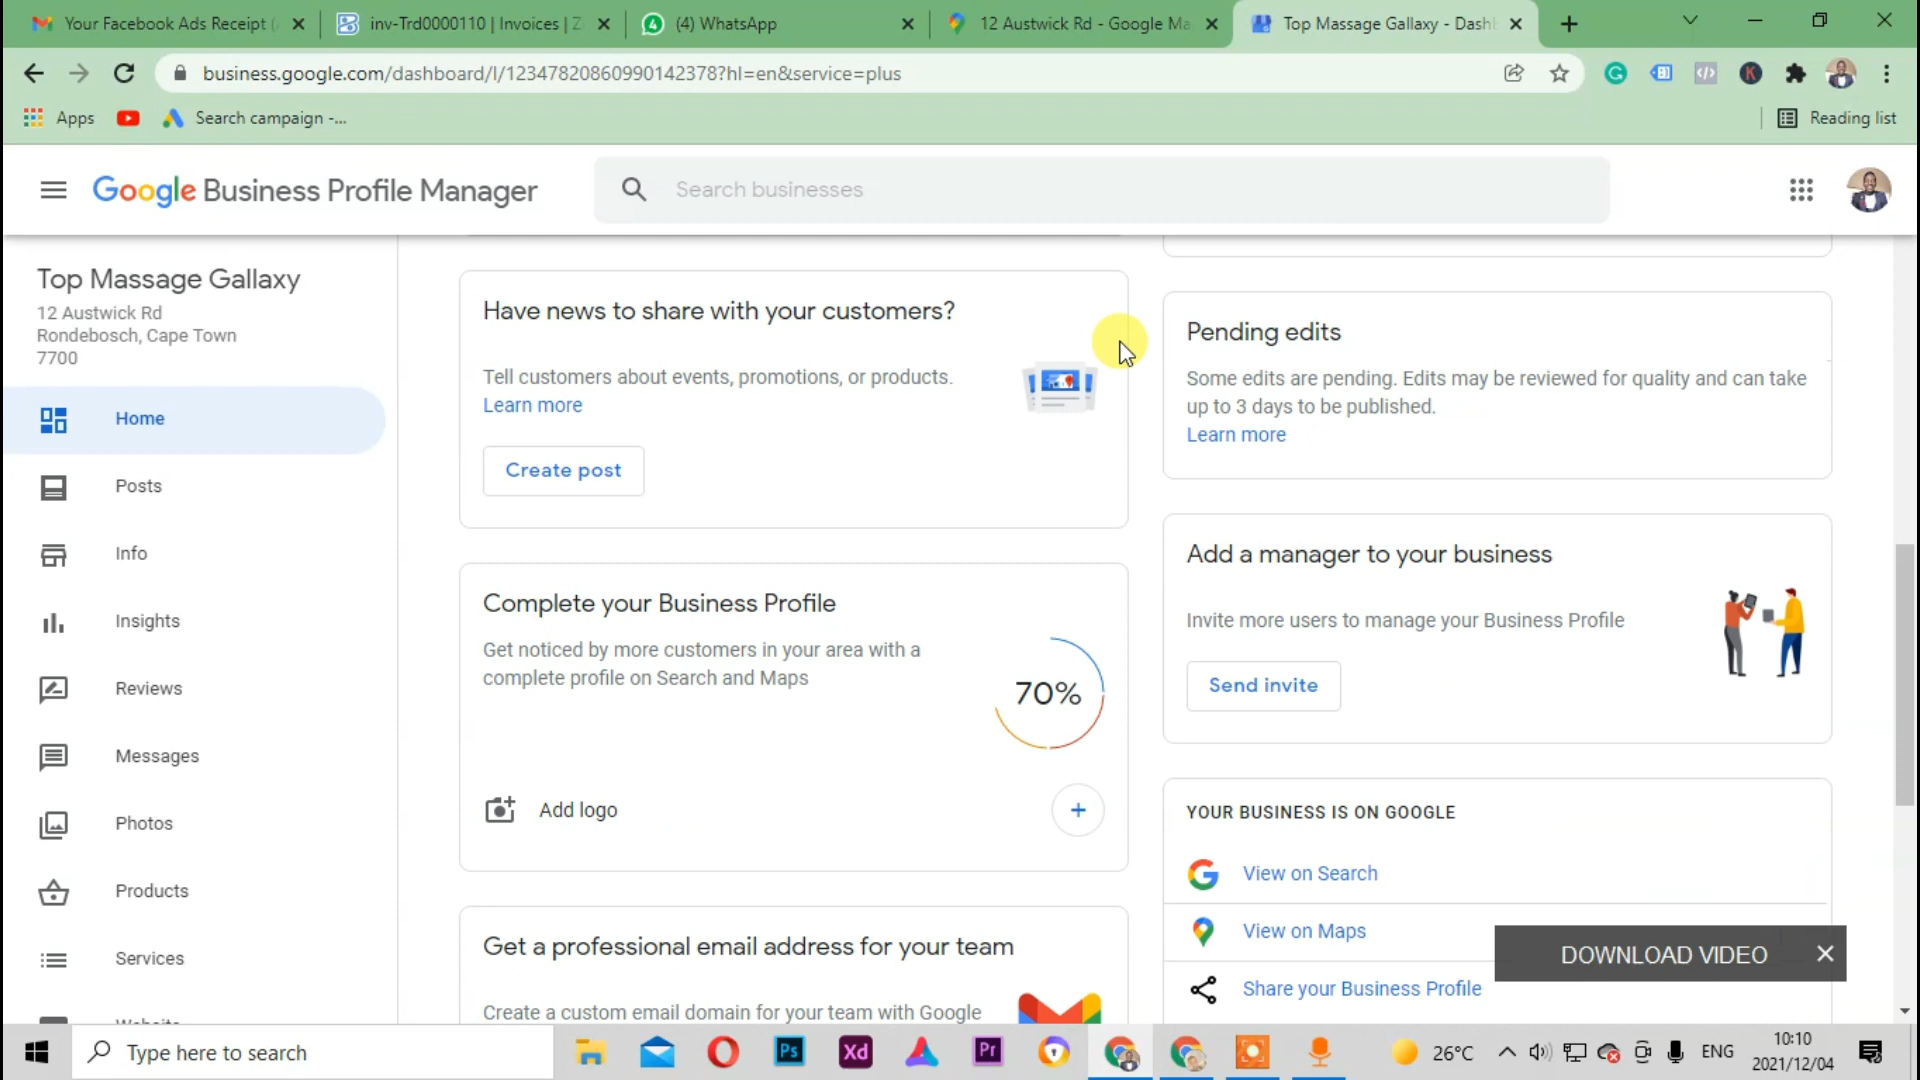 Your Facebook Ads Receipt (
inv-Trd0000110 | Invoices | Z
(4) WhatsApp
12 Austwick Rd - Google Ma
Top Massage Gallaxy - Dash
business.google.com/dashboard/l/12347820860990142378?hl=en&service=plus
Apps
Search campaign -...
Reading list
Google Business Profile Manager
Search businesses
Top Massage Gallaxy
12 Austwick Rd
Rondebosch, Cape Town
7700
Home
Posts
Info
Insights
Reviews
Messages
Photos
Products
Services
Have news to share with your customers?
Tell customers about events, promotions, or products.
Learn more
Create post
Complete your Business Profile
Get noticed by more customers in your area with a
complete profile on Search and Maps
70%
Add logo
Get a professional email address for your team
Create a custom email domain for your team with Google
Pending edits
Some edits are pending. Edits may be reviewed for quality and can take
up to 3 days to be published.
Learn more
Add a manager to your business
Invite more users to manage your Business Profile
Send invite
YOUR BUSINESS IS ON GOOGLE
View on Search
View on Maps
Share your Business Profile
DOWNLOAD VIDEO
Type here to search
Ps
Xd
Pr
26°C
ENG
10:10
2021/12/04